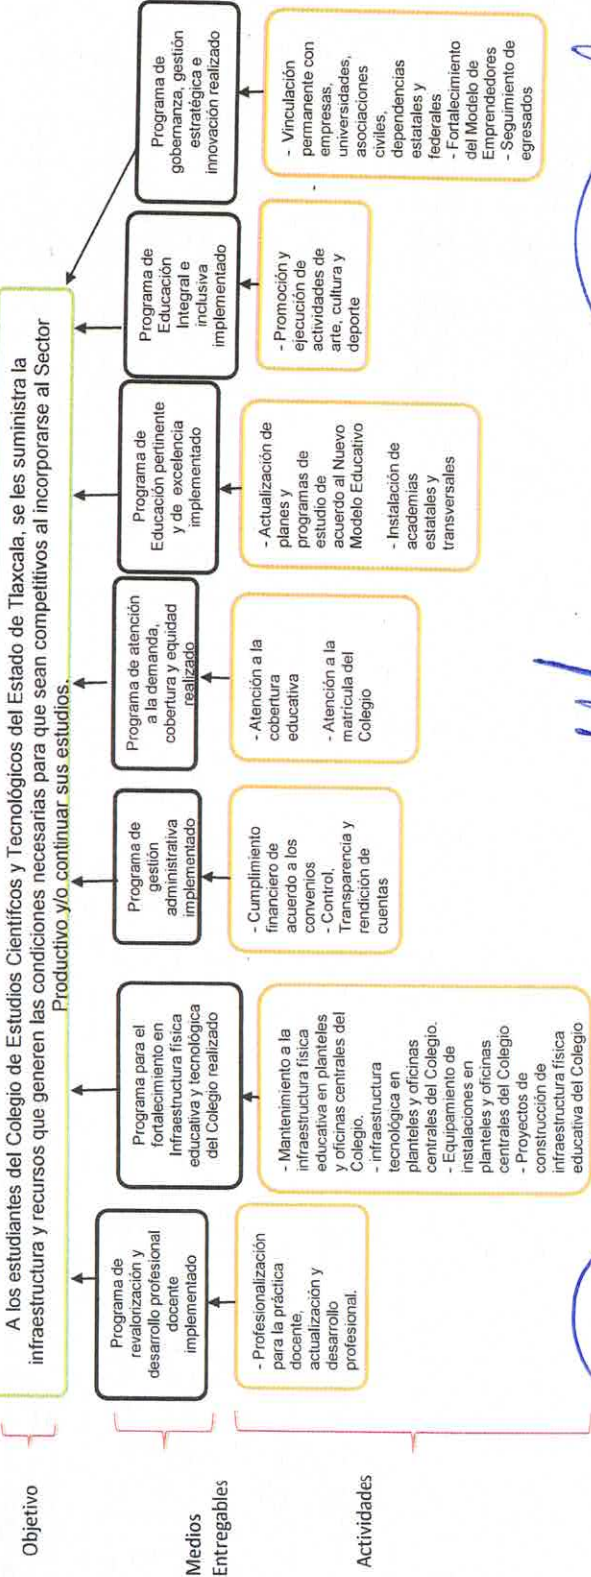 Objetivo
A los estudiantes del Colegio de Estudios Científcos y Tecnológicos del Estado de Tlaxcala, se les suministra la
infraestructura y recursos que generen las condiciones necesarias para que sean competitivos al incorporarse al Sector
Productivo y/o continuar sus estudios.
Medios
Entregables
Programa de
revalorización y
desarrollo profesional
docente
implementado
Programa para el
fortalecimiento en
Infraestructura física
educativa y tecnológica
del Colegio realizado
Programa de
gestión
administrativa
implementado
Programa de atención
a la demanda,
cobertura y equidad
realizado
Programa de
Educación pertinente
y de excelencia
implementado
Programa de
Educación
Integral e
inclusiva
implementado
Programa de
gobernanza, gestión
estratégica e
innovación realizado
Actividades
- Profesionalización
para la práctica
docente,
actualización y
desarrollo
profesional.
- Mantenimiento a la
infraestructura física
educativa en planteles
y oficinas centrales del
Colegio.
- infraestructura
tecnológica en
planteles y oficinas
centrales del Colegio.
- Equipamiento de
instalaciones en
planteles y oficinas
centrales del Colegio
- Proyectos de
construcción de
infraestructura física
educativa del Colegio
- Cumplimiento
financiero de
acuerdo a los
convenios
- Control,
Transparencia y
rendición de
cuentas
- Atención a la
cobertura
educativa
- Atención a la
matrícula del
Colegio
- Actualización de
planes y
programas de
estudio de
acuerdo al Nuevo
Modelo Educativo
- Instalación de
academias
estatales y
transversales
- Promoción y
ejecución de
actividades de
arte, cultura y
deporte
- Vinculación
permanente con
empresas,
universidades,
asociaciones
civiles,
dependencias
estatales y
federales
- Fortalecimiento
del Modelo de
Emprendedores
- Seguimiento de
egresados